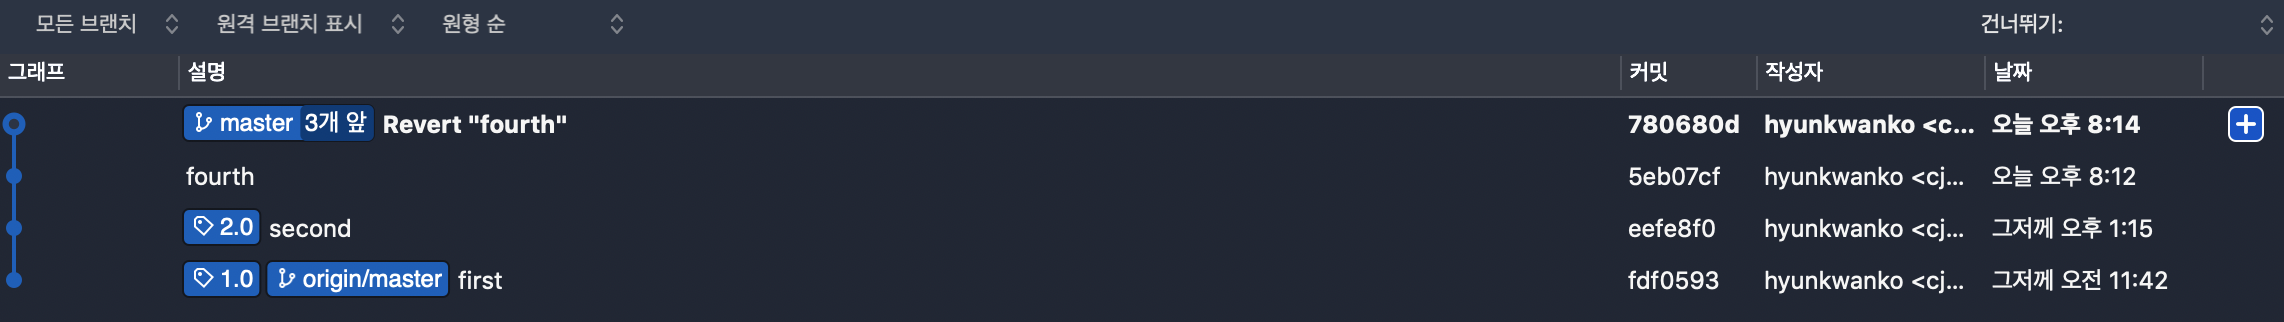 모든 브랜치 원격 브랜치 표시 원형 순 건너뛰기:
그래프 설명 커밋 작성자 날짜
master 3개 앞 Revert "fourth" 780680d hyunkwanko <c... 오늘 오후 8:14
fourth 5eb07cf hyunkwanko <cj... 오늘 오후 8:12
2.0 second eefe8f0 hyunkwanko <cj... 그저께 오후 1:15
1.0 origin/master first fdf0593 hyunkwanko <cj... 그저께 오전 11:42